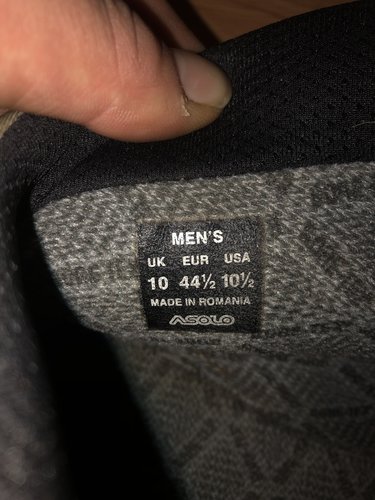 MEN'S
UK EUR USA
10 44½ 10½
MADE IN ROMANIA
ASOLO